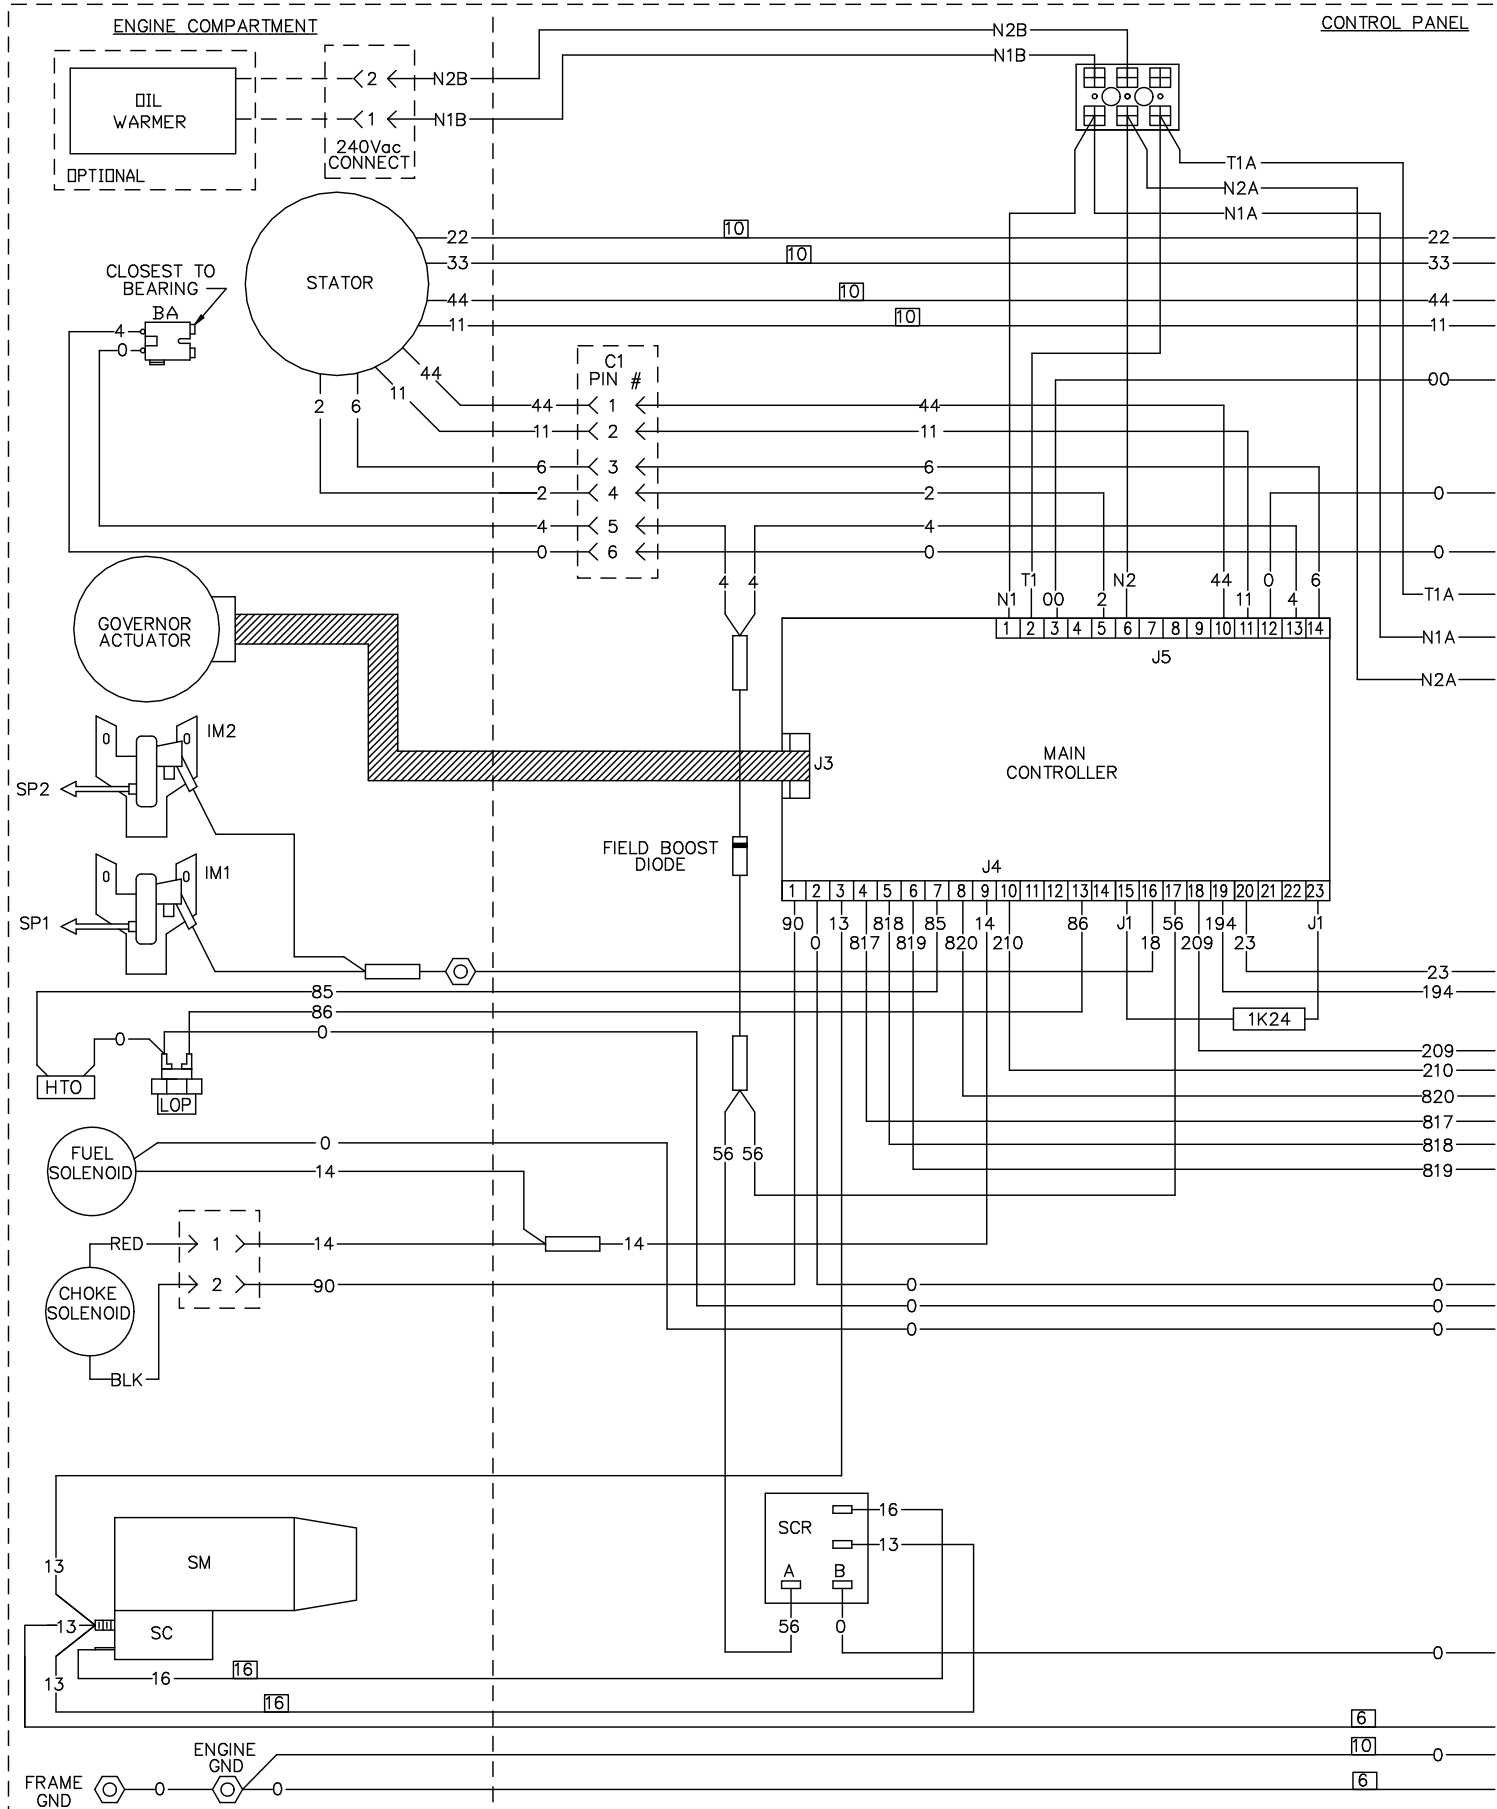 ENGINE COMPARTMENT
CONTROL PANEL
N2B
N1B
OIL
WARMER
OPTIONAL
2
N2B
1
N1B
240Vac
CONNECT
T1A
N2A
N1A
22
10
22
33
10
33
44
10
44
11
10
11
STATOR
CLOSEST TO
BEARING
BA
4
0
44
11
2
6
C1
PIN #
00
44
1
44
11
2
11
6
3
6
2
4
2
0
4
5
4
0
6
0
0
4
4
T1
N2
44
0
6
N1
00
2
11
4
T1A
N1A
N2A
1 2 3 4 5 6 7 8 9 10 11 12 13 14
J5
GOVERNOR
ACTUATOR
MAIN
CONTROLLER
J3
IM2
SP2
FIELD BOOST
DIODE
J4
1 2 3 4 5 6 7 8 9 10 11 12 13 14 15 16 17 18 19 20 21 22 23
IM1
SP1
90
13
818
85
14
86
J1
56
194
J1
0
817
819
820
210
18
209
23
23
194
85
86
0
0
1K24
HTO
LOP
209
210
820
817
818
819
FUEL
SOLENOID
0
14
56
56
RED
1
14
14
2
90
0
0
CHOKE
SOLENOID
0
0
0
0
BLK
SCR
16
13
A
B
56
0
0
SM
SC
13
13
13
16
16
16
6
10
0
6
ENGINE
GND
FRAME
GND
0
0